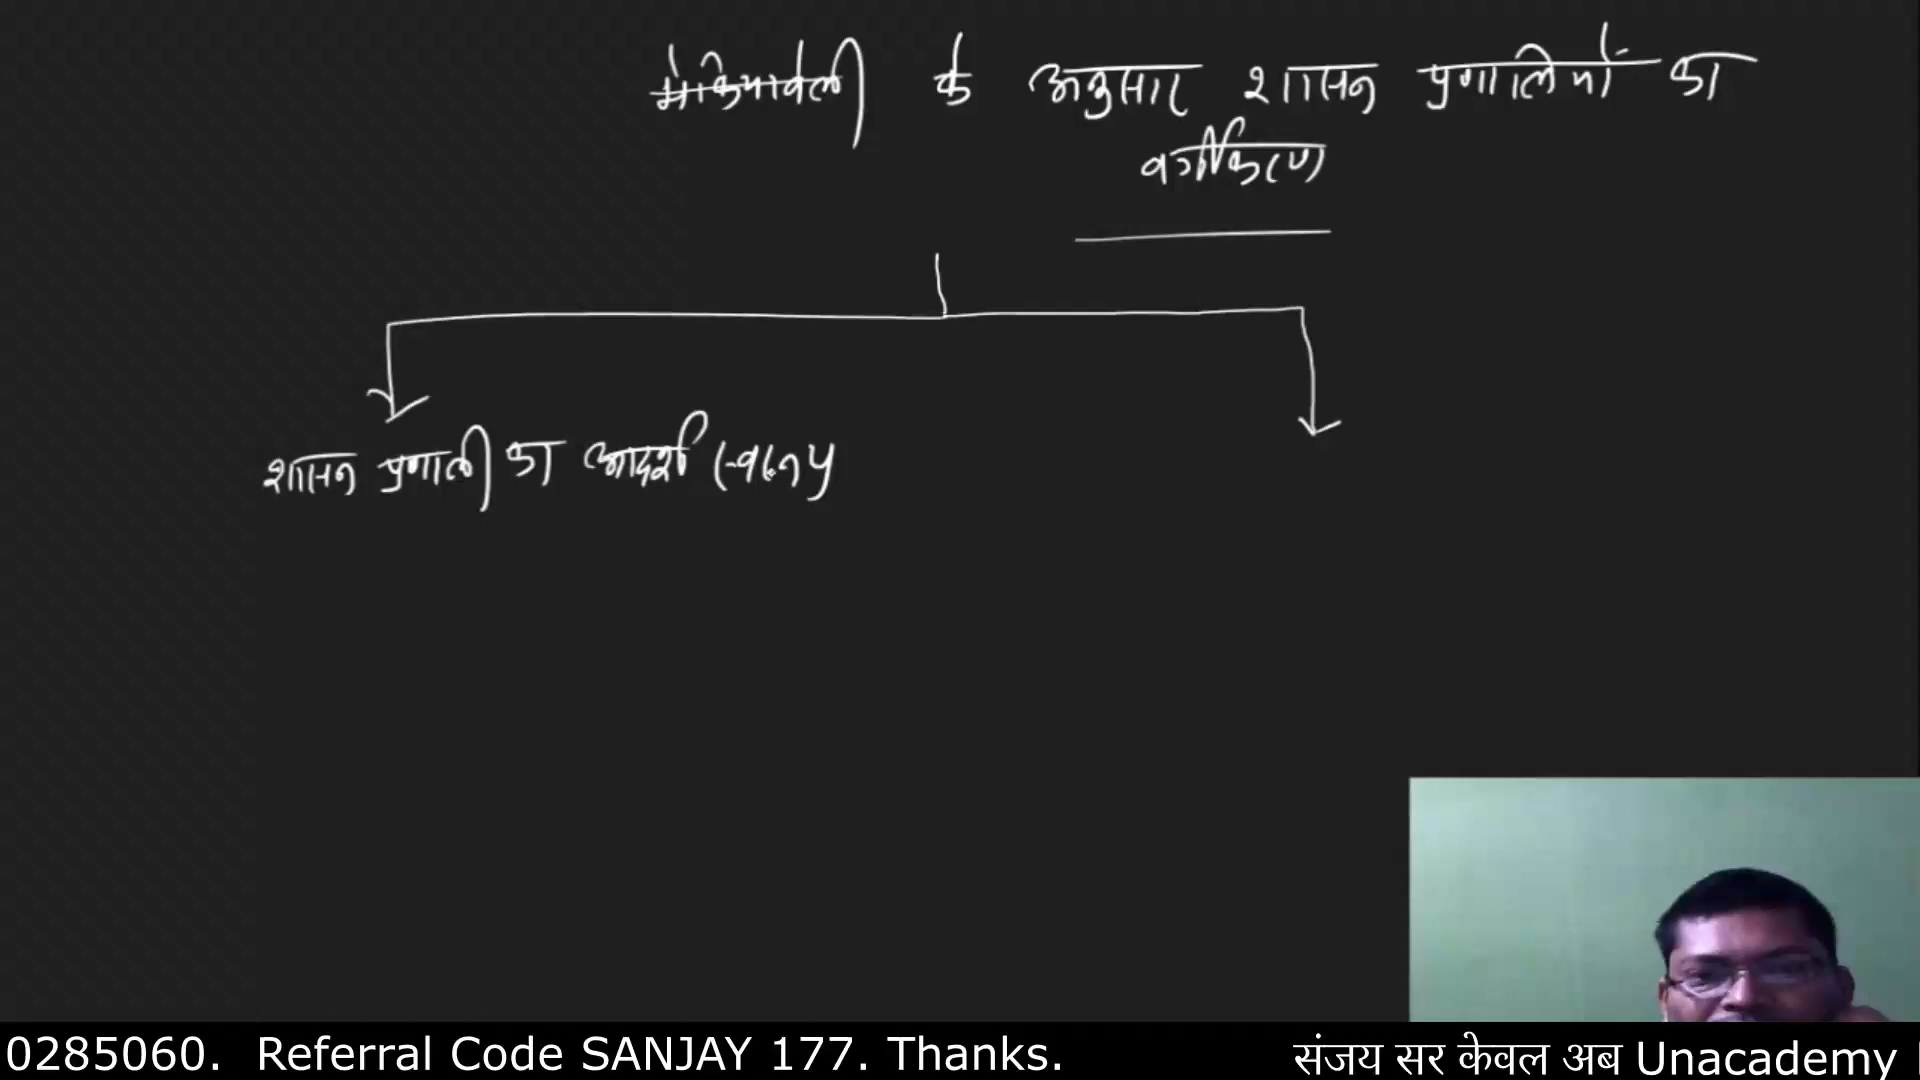 मैकियावेली के अनुसार शासन प्रणालियों का
वर्गीकरण
शासन प्रणाली का आदर्श स्वरूप
0285060. Referral Code SANJAY 177. Thanks. संजय सर केवल अब Unacademy